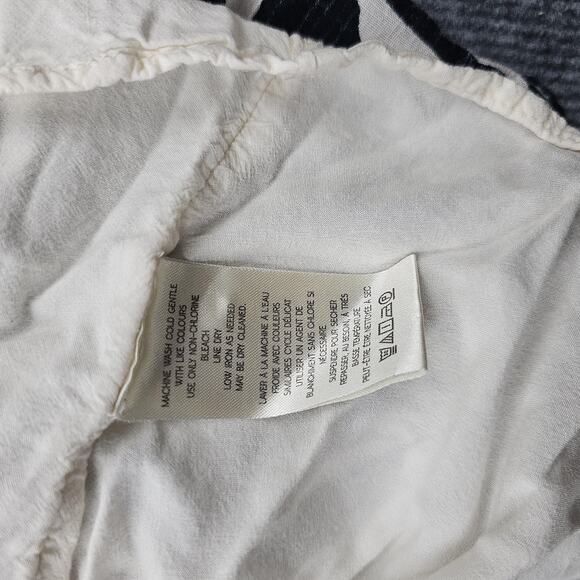 MACHINE WASH COLD GENTLE
WITH LIKE COLOURS
USE ONLY NON-CHLORINE
BLEACH
LINE DRY
LOW IRON AS NEEDED
MAY BE DRY CLEANED.
LAVER À LA MACHINE À L'EAU
FROIDE AVEC COULEURS
SIMILAIRES CYCLE DÉLICAT
UTILISER UN AGENT DE
BLANCHIMENT SANS CHLORE SI
NÉCESSAIRE
SUSPENDRE POUR SÉCHER
REPASSER, AU BESOIN, À TRÈS
BASSE TEMPÉRATURE
PEUT-ÊTRE ÊTRE NETTOYÉE À SEC